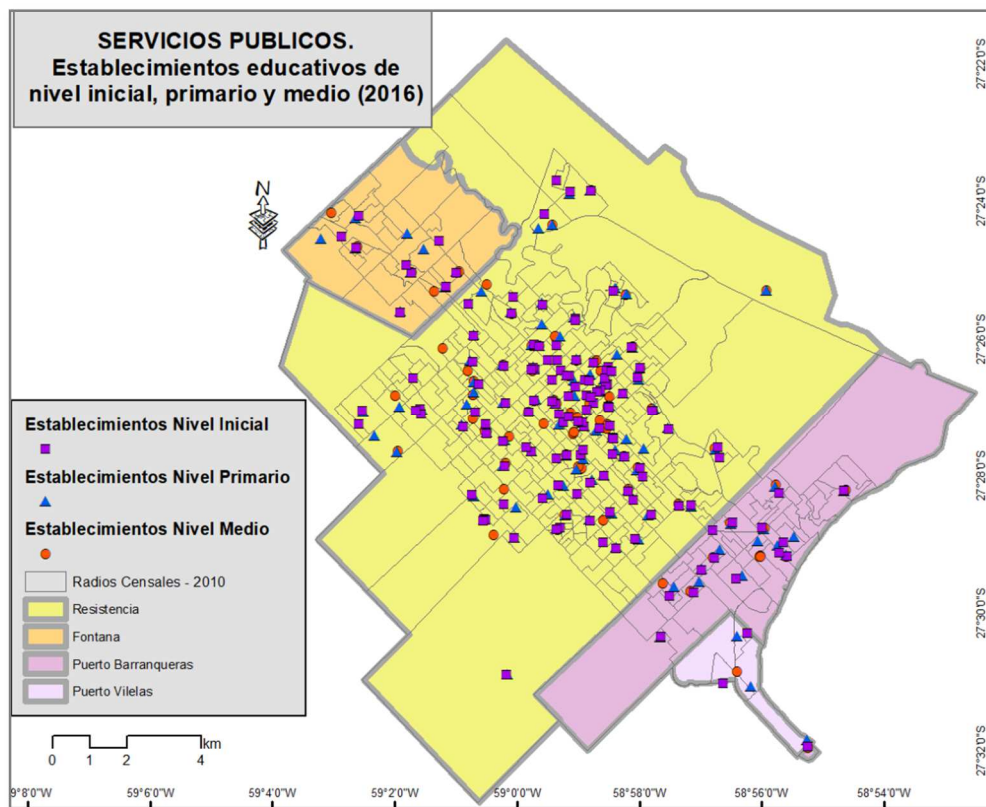 SERVICIOS PUBLICOS.
Establecimientos educativos de
nivel inicial, primario y medio (2016)
N
27°22'0"S
27°24'0"S
27°26'0"S
27°28'0"S
27°30'0"S
27°32'0"S
Establecimientos Nivel Inicial
Establecimientos Nivel Primario
Establecimientos Nivel Medio
Radios Censales - 2010
Resistencia
Fontana
Puerto Barranqueras
Puerto Vilelas
km
0 1 2 4
9°8'0"O 59°6'0"O 59°4'0"O 59°2'0"O 59°0'0"O 58°58'0"O 58°56'0"O 58°54'0"O